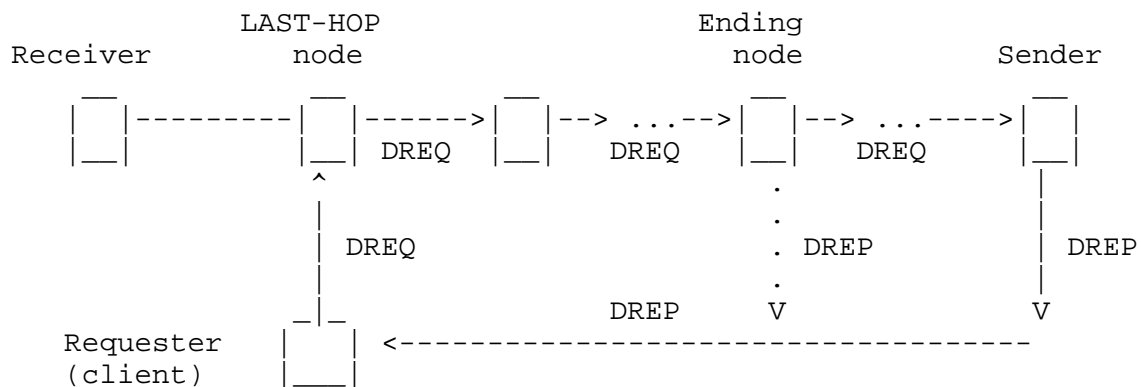 LAST-HOP Ending
Receiver node node Sender
DREQ DREQ DREQ
DREQ DREP DREP
DREP V V
Requester
(client)